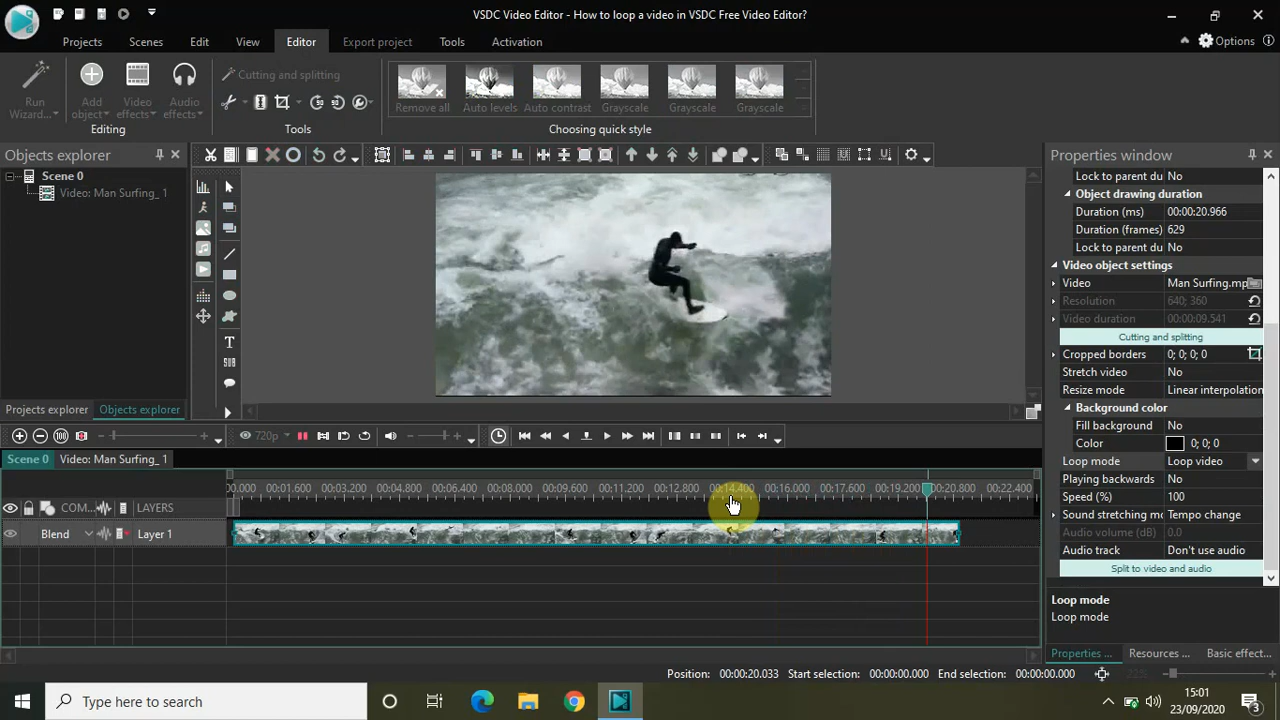 VSDC Video Editor - How to loop a video in VSDC Free Video Editor?
Projects Scenes Edit View Editor Export project Tools Activation Options
Run Wizard... Add object Video effects Audio effects
Editing
Cutting and splitting
Tools
Remove all Auto levels Auto contrast Grayscale Grayscale Grayscale
Choosing quick style
Objects explorer
Scene 0
Video: Man Surfing_ 1
Projects explorer Objects explorer
Properties window
Lock to parent du No
Object drawing duration
Duration (ms) 00:00:20.966
Duration (frames) 629
Lock to parent du No
Video object settings
Video Man Surfing.mp
Resolution 640; 360
Video duration 00:00:09.541
Cutting and splitting
Cropped borders 0; 0; 0; 0
Stretch video No
Resize mode Linear interpolation
Background color
Fill background No
Color 0; 0; 0
Loop mode Loop video
Playing backwards No
Speed (%) 100
Sound stretching m Tempo change
Audio volume (dB) 0.0
Audio track Don't use audio
Split to video and audio
Loop mode
Loop mode
Properties ... Resources ... Basic effect...
T
SUB
720p
Scene 0 Video: Man Surfing_ 1
0:00.000 00:01.600 00:03.200 00:04.800 00:06.400 00:08.000 00:09.600 00:11.200 00:12.800 00:14.400 00:16.000 00:17.600 00:19.200 00:20.800 00:22.400
COM... LAYERS
Blend Layer 1
Position: 00:00:20.033 Start selection: 00:00:00.000 End selection: 00:00:00.000
Type here to search
15:01
23/09/2020
3